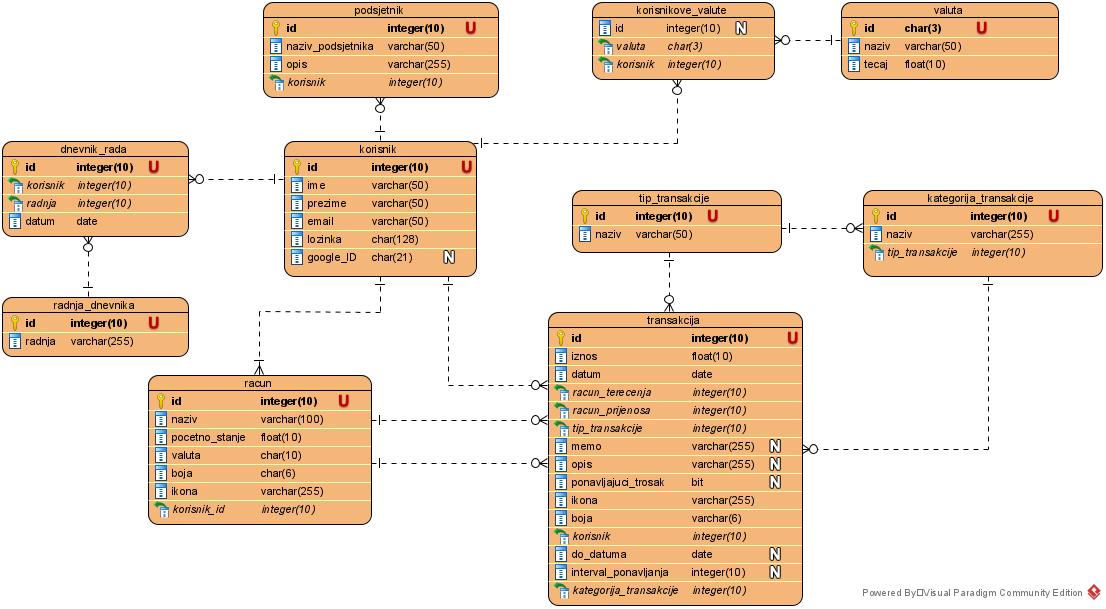 podsjetnik
id integer(10) U
naziv_podsjetnika varchar(50)
opis varchar(255)
korisnik integer(10)
korisnikove_valute
id integer(10) N
valuta char(3)
korisnik integer(10)
valuta
id char(3) U
naziv varchar(50)
tecaj float(10)
dnevnik_rada
id integer(10) U
korisnik integer(10)
radnja integer(10)
datum date
korisnik
id integer(10) U
ime varchar(50)
prezime varchar(50)
email varchar(50)
lozinka char(128)
google_ID char(21) N
tip_transakcije
id integer(10) U
naziv varchar(50)
kategorija_transakcije
id integer(10) U
naziv varchar(255)
tip_transakcije integer(10)
radnja_dnevnika
id integer(10) U
radnja varchar(255)
racun
id integer(10) U
naziv varchar(100)
pocetno_stanje float(10)
valuta char(10)
boja char(6)
ikona varchar(255)
korisnik_id integer(10)
transakcija
id integer(10) U
iznos float(10)
datum date
racun_terecenja integer(10)
racun_prijenosa integer(10)
tip_transakcije integer(10)
memo varchar(255) N
opis varchar(255) N
ponavljajuci_trosak bit N
ikona varchar(255)
boja varchar(6)
korisnik integer(10)
do_datuma date N
interval_ponavljanja integer(10) N
kategorija_transakcije integer(10)
Powered By Visual Paradigm Community Edition